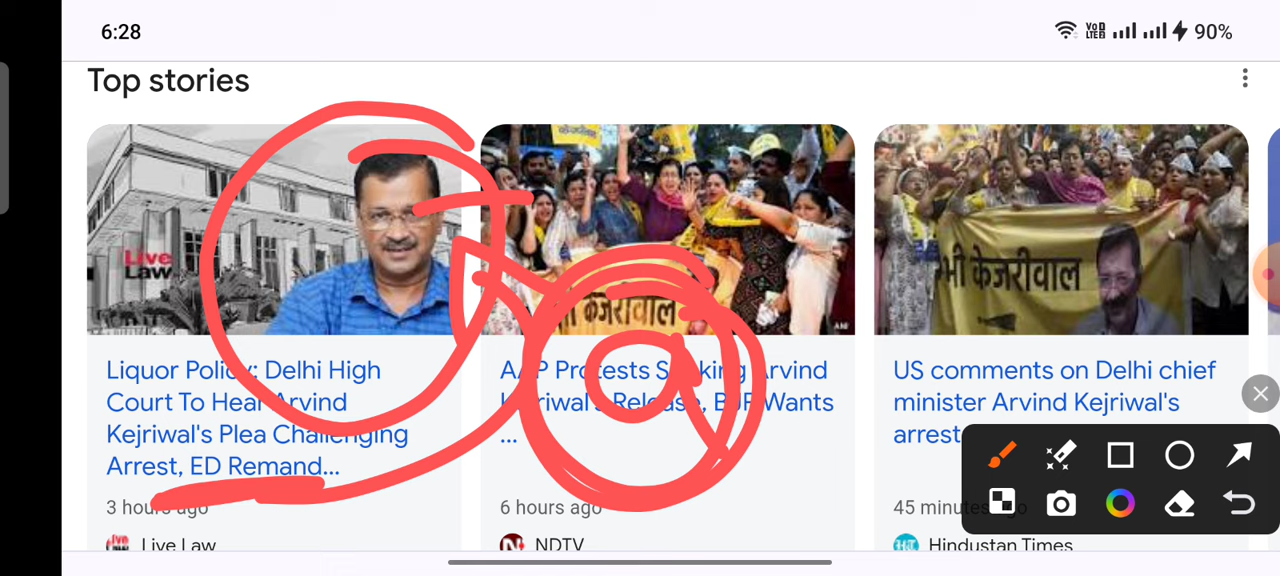 6:28
VoD LTE 90%
Top stories
Live
Law
केजरीवाल
भी केजरीवाल
Liquor Policy: Delhi High
Court To Hear Arvind
Kejriwal's Plea Challenging
Arrest, ED Remand...
3 hours ago
Live Law
AAP Protests Seeking Arvind
Kejriwal's Release, BJP Wants
...
6 hours ago
NDTV
US comments on Delhi chief
minister Arvind Kejriwal's
arrest
45 minutes ago
Hindustan Times